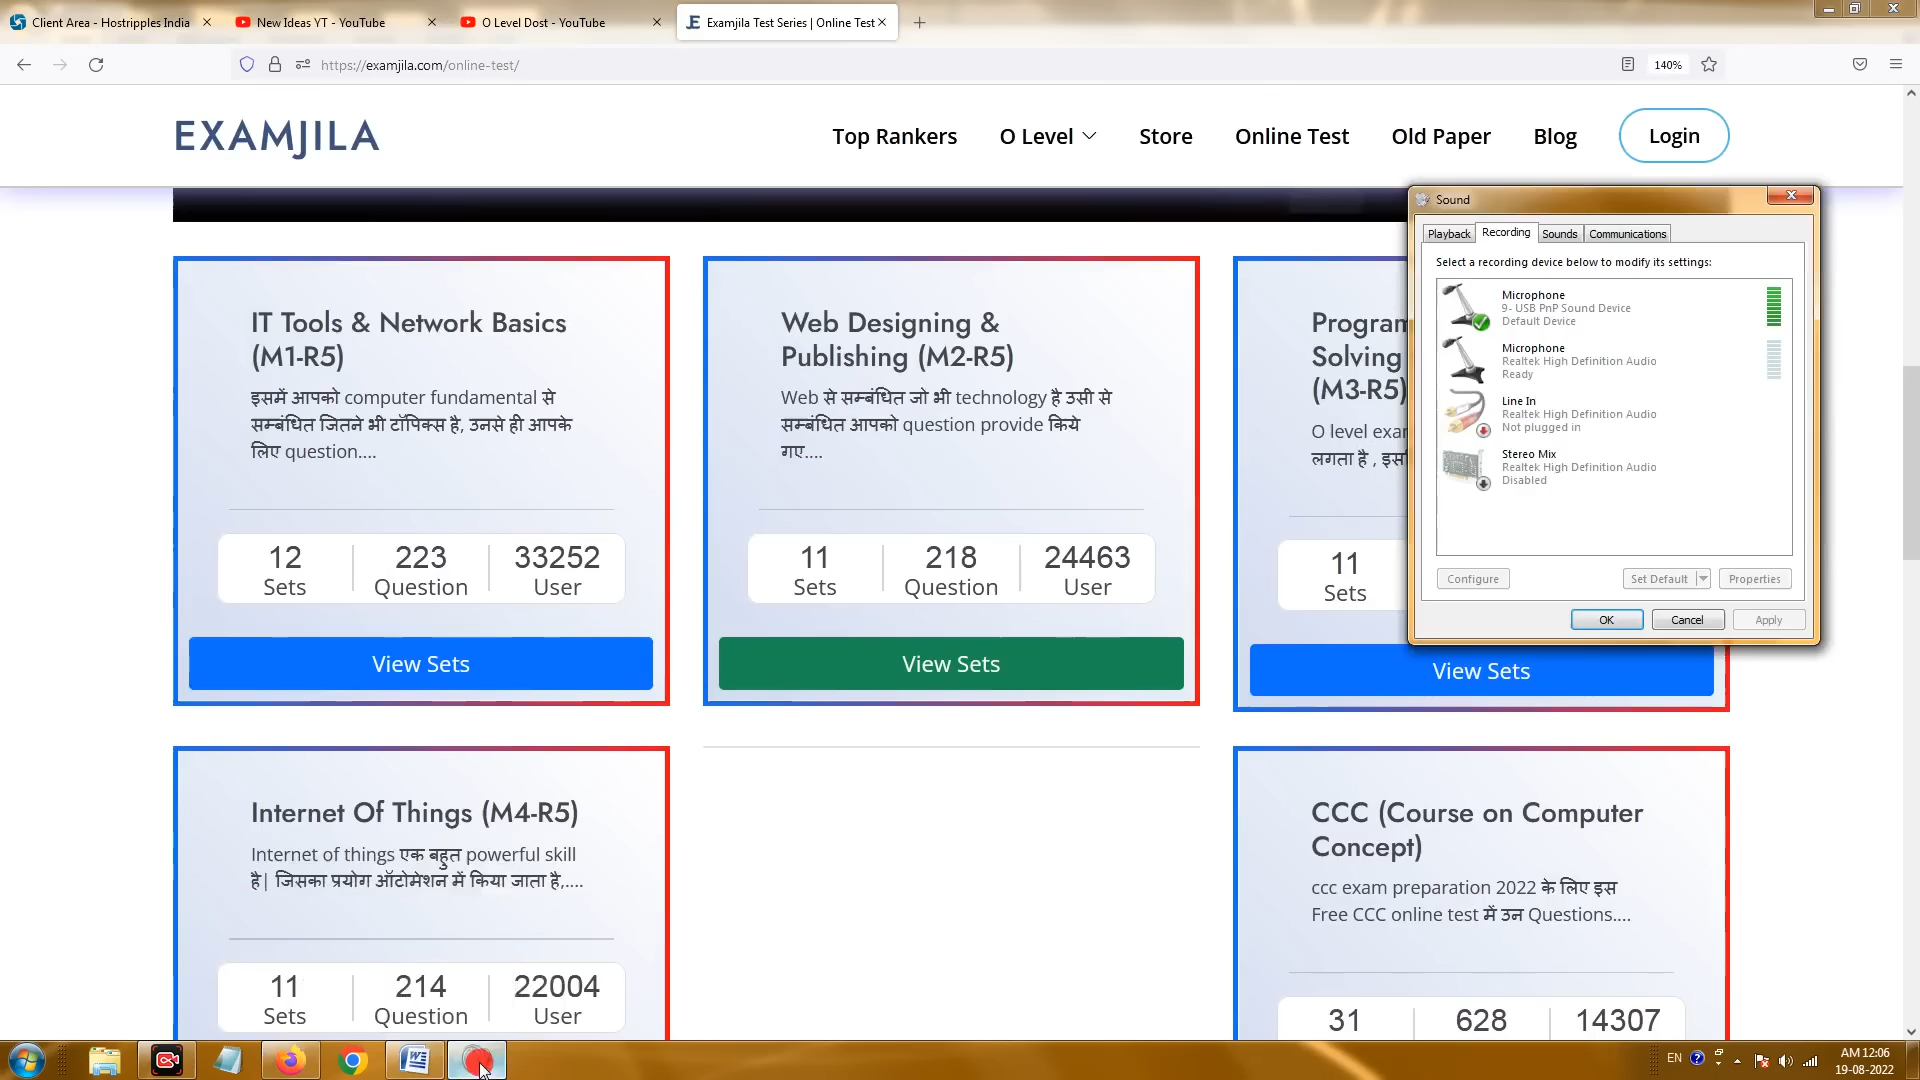 Client Area - Hostripples India
New Ideas YT - YouTube
O Level Dost - YouTube
Examjila Test Series | Online Test
https://examjila.com/online-test/
140%
EXAMJILA
Top Rankers
O Level
Store
Online Test
Old Paper
Blog
Login
IT Tools & Network Basics
(M1-R5)
इसमें आपको computer fundamental से
सम्बंधित जितने भी टॉपिक्स है, उनसे ही आपके
लिए question....
12
Sets
223
Question
33252
User
View Sets
Web Designing &
Publishing (M2-R5)
Web से सम्बंधित जो भी technology है उसी से
सम्बंधित आपको question provide किये
गए....
11
Sets
218
Question
24463
User
View Sets
Program
Solving
(M3-R5)
O level exa
लगता है , इस
11
Sets
View Sets
Sound
Playback
Recording
Sounds
Communications
Select a recording device below to modify its settings:
Microphone
9- USB PnP Sound Device
Default Device
Microphone
Realtek High Definition Audio
Ready
Line In
Realtek High Definition Audio
Not plugged in
Stereo Mix
Realtek High Definition Audio
Disabled
Configure
Set Default
Properties
OK
Cancel
Apply
Internet Of Things (M4-R5)
Internet of things एक बहुत powerful skill
है| जिसका प्रयोग ऑटोमेशन में किया जाता है,....
11
Sets
214
Question
22004
User
CCC (Course on Computer
Concept)
ccc exam preparation 2022 के लिए इस
Free CCC online test में उन Questions....
31
628
14307
EN
AM 12:06
19-08-2022